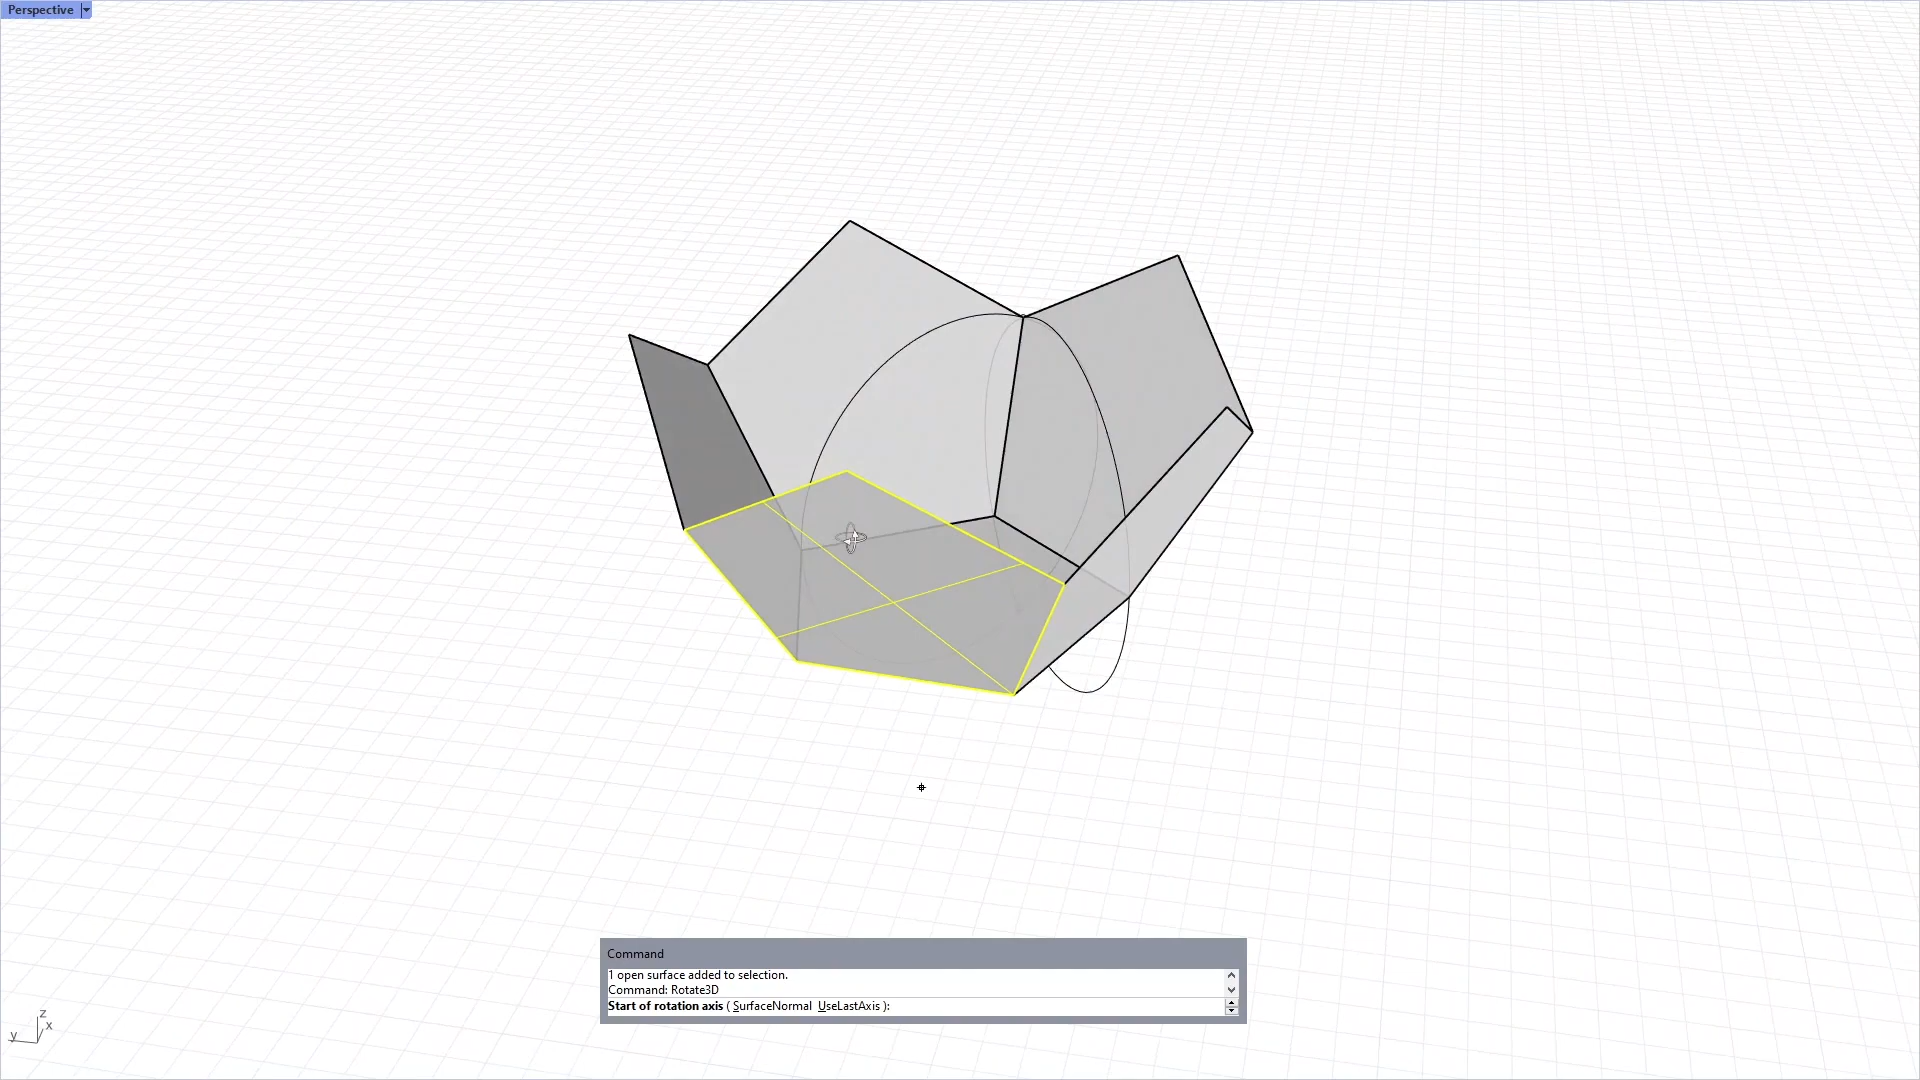 Perspective
Command
1 open surface added to selection.
Command: Rotate3D
Start of rotation axis ( SurfaceNormal UseLastAxis ):
z
x
y